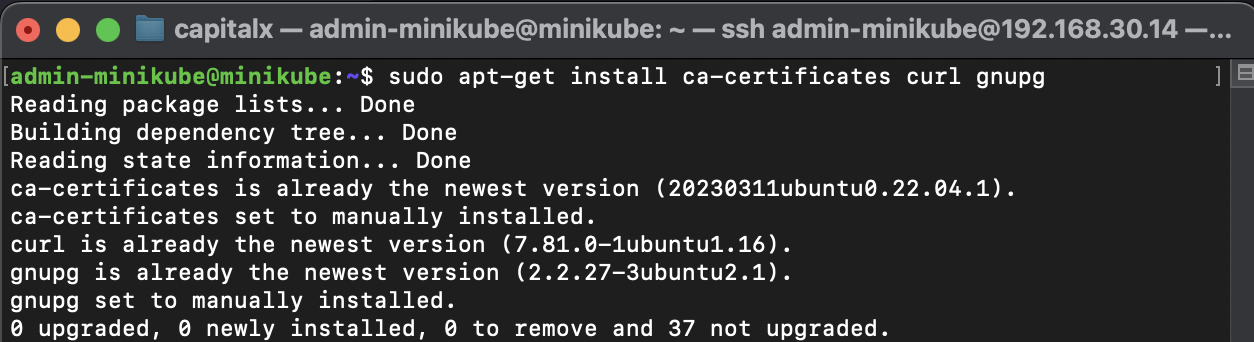 capitalx — admin-minikube@minikube: ~ — ssh admin-minikube@192.168.30.14 —...
[admin-minikube@minikube:~$ sudo apt-get install ca-certificates curl gnupg ]
Reading package lists... Done
Building dependency tree... Done
Reading state information... Done
ca-certificates is already the newest version (20230311ubuntu0.22.04.1).
ca-certificates set to manually installed.
curl is already the newest version (7.81.0-1ubuntu1.16).
gnupg is already the newest version (2.2.27-3ubuntu2.1).
gnupg set to manually installed.
0 upgraded, 0 newly installed, 0 to remove and 37 not upgraded.